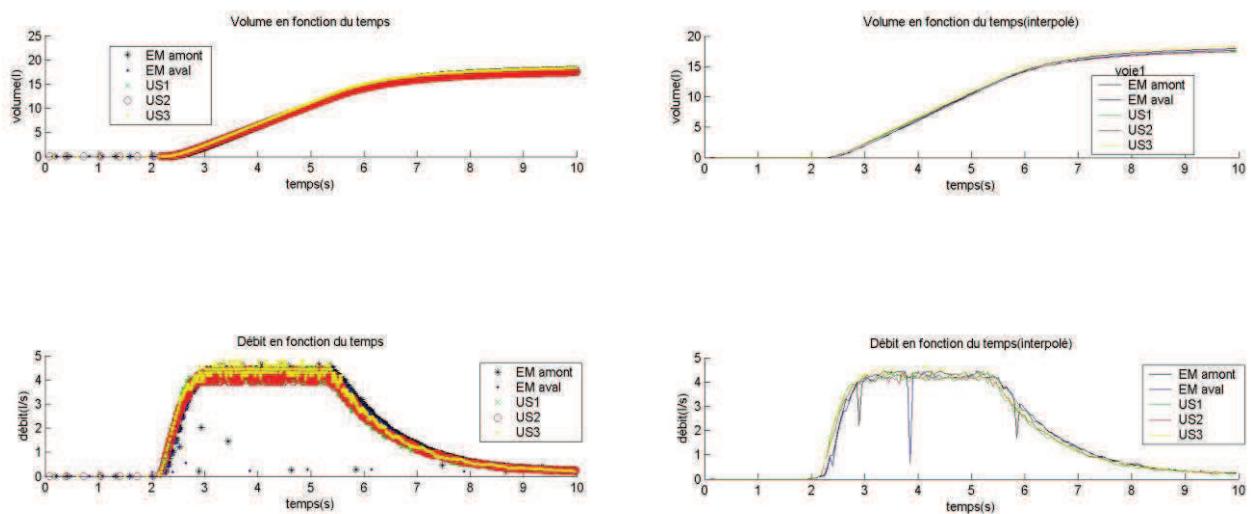 Volume en fonction du temps
25
20
15
10
5
0
volume(l)
EM amont
EM aval
US1
US2
US3
0 1 2 3 4 5 6 7 8 9 10
temps(s)
Volume en fonction du temps(interpolé)
20
15
10
5
0
volume(l)
voie1
EM amont
EM aval
US1
US2
US3
0 1 2 3 4 5 6 7 8 9 10
temps(s)
Débit en fonction du temps
5
4
3
2
1
0
débit(l/s)
EM amont
EM aval
US1
US2
US3
0 1 2 3 4 5 6 7 8 9 10
temps(s)
Débit en fonction du temps(interpolé)
5
4
3
2
1
0
débit(l/s)
EM amont
EM aval
US1
US2
US3
0 1 2 3 4 5 6 7 8 9 10
temps(s)